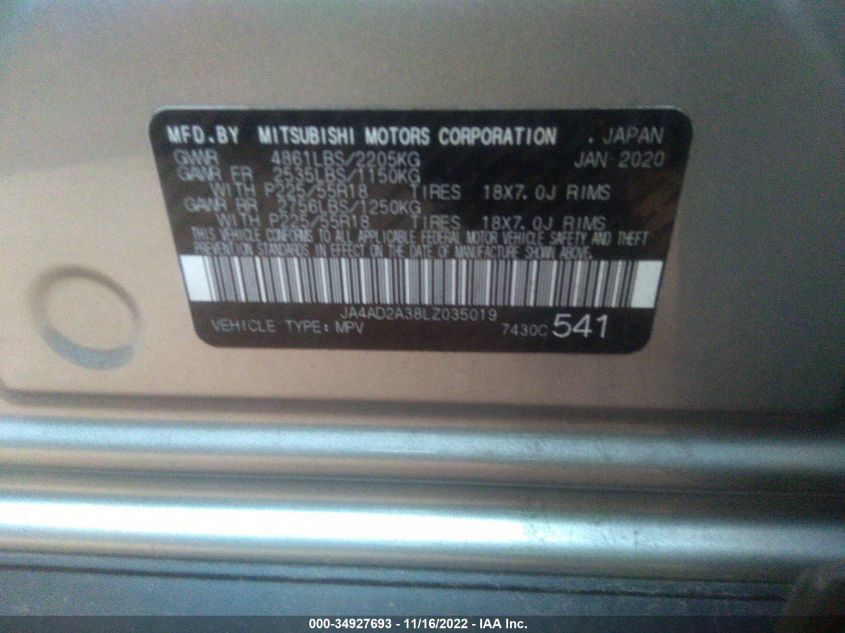 MFD.BY MITSUBISHI MOTORS CORPORATION . JAPAN
GVWR 4861LBS/2205KG JAN 2020
GAWR FR 2535LBS/1150KG
WITH P225/55R18 TIRES 18X7.0J RIMS
GAWR RR 2756LBS/1250KG
WITH P225/55R18 TIRES 18X7.0J RIMS
THIS VEHICLE CONFORMS TO ALL APPLICABLE FEDERAL MOTOR VEHICLE SAFETY AND THEFT
PREVENTION STANDARDS IN EFFECT ON THE DATE OF MANUFACTURE SHOWN ABOVE.
JA4AD2A38LZ035019
VEHICLE TYPE: MPV 7430C 541
000-34927693 - 11/16/2022 - IAA Inc.